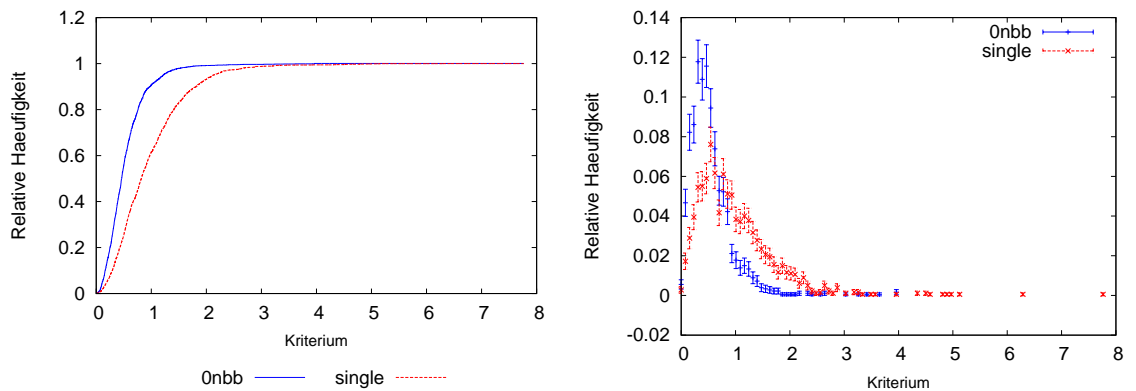 1.2
1
0.8
0.6
0.4
0.2
0
Relative Haeufigkeit
0 1 2 3 4 5 6 7 8
Kriterium
0nbb
single
0.14
0.12
0.1
0.08
0.06
0.04
0.02
0
-0.02
Relative Haeufigkeit
0nbb
single
0 1 2 3 4 5 6 7 8
Kriterium